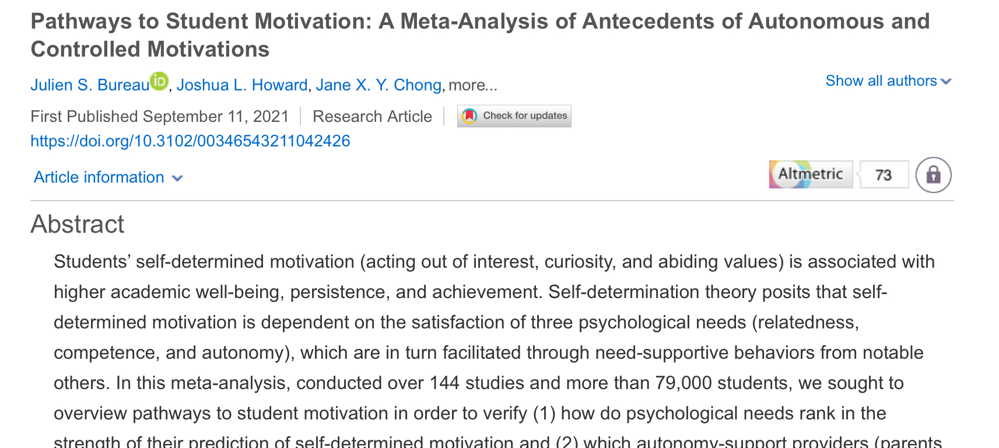 Pathways to Student Motivation: A Meta-Analysis of Antecedents of Autonomous and
Controlled Motivations
Julien S. Bureau iD, Joshua L. Howard, Jane X. Y. Chong, more...
Show all authors
First Published September 11, 2021 | Research Article | Check for updates
https://doi.org/10.3102/00346543211042426
Article information
Altmetric 73
Abstract
Students’ self-determined motivation (acting out of interest, curiosity, and abiding values) is associated with
higher academic well-being, persistence, and achievement. Self-determination theory posits that self-
determined motivation is dependent on the satisfaction of three psychological needs (relatedness,
competence, and autonomy), which are in turn facilitated through need-supportive behaviors from notable
others. In this meta-analysis, conducted over 144 studies and more than 79,000 students, we sought to
overview pathways to student motivation in order to verify (1) how do psychological needs rank in the
strength of their prediction of self-determined motivation and (2) which autonomy-support providers (parents